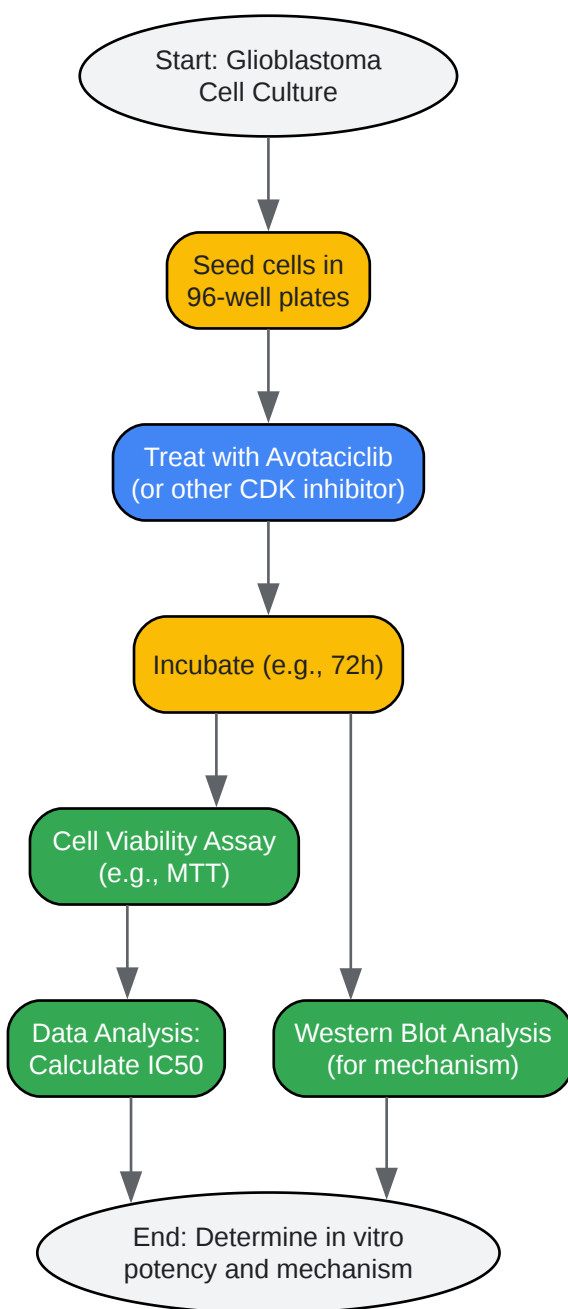 Start: Glioblastoma
Cell Culture
Seed cells in
96-well plates
Treat with Avotaciclib
(or other CDK inhibitor)
Incubate (e.g., 72h)
Cell Viability Assay
(e.g., MTT)
Data Analysis:
Calculate IC50
Western Blot Analysis
(for mechanism)
End: Determine in vitro
potency and mechanism